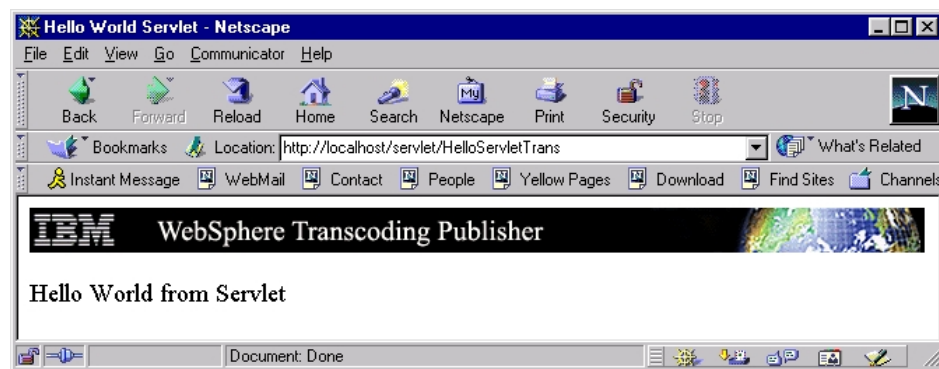 Hello World Servlet - Netscape
File Edit View Go Communicator Help
My
Back Forward Reload Home Search Netscape Print Security Stop
N
Bookmarks Location: http://localhost/servlet/HelloServletTrans What's Related
Instant Message WebMail Contact People Yellow Pages Download Find Sites Channels
IBM WebSphere Transcoding Publisher
Hello World from Servlet
Document: Done